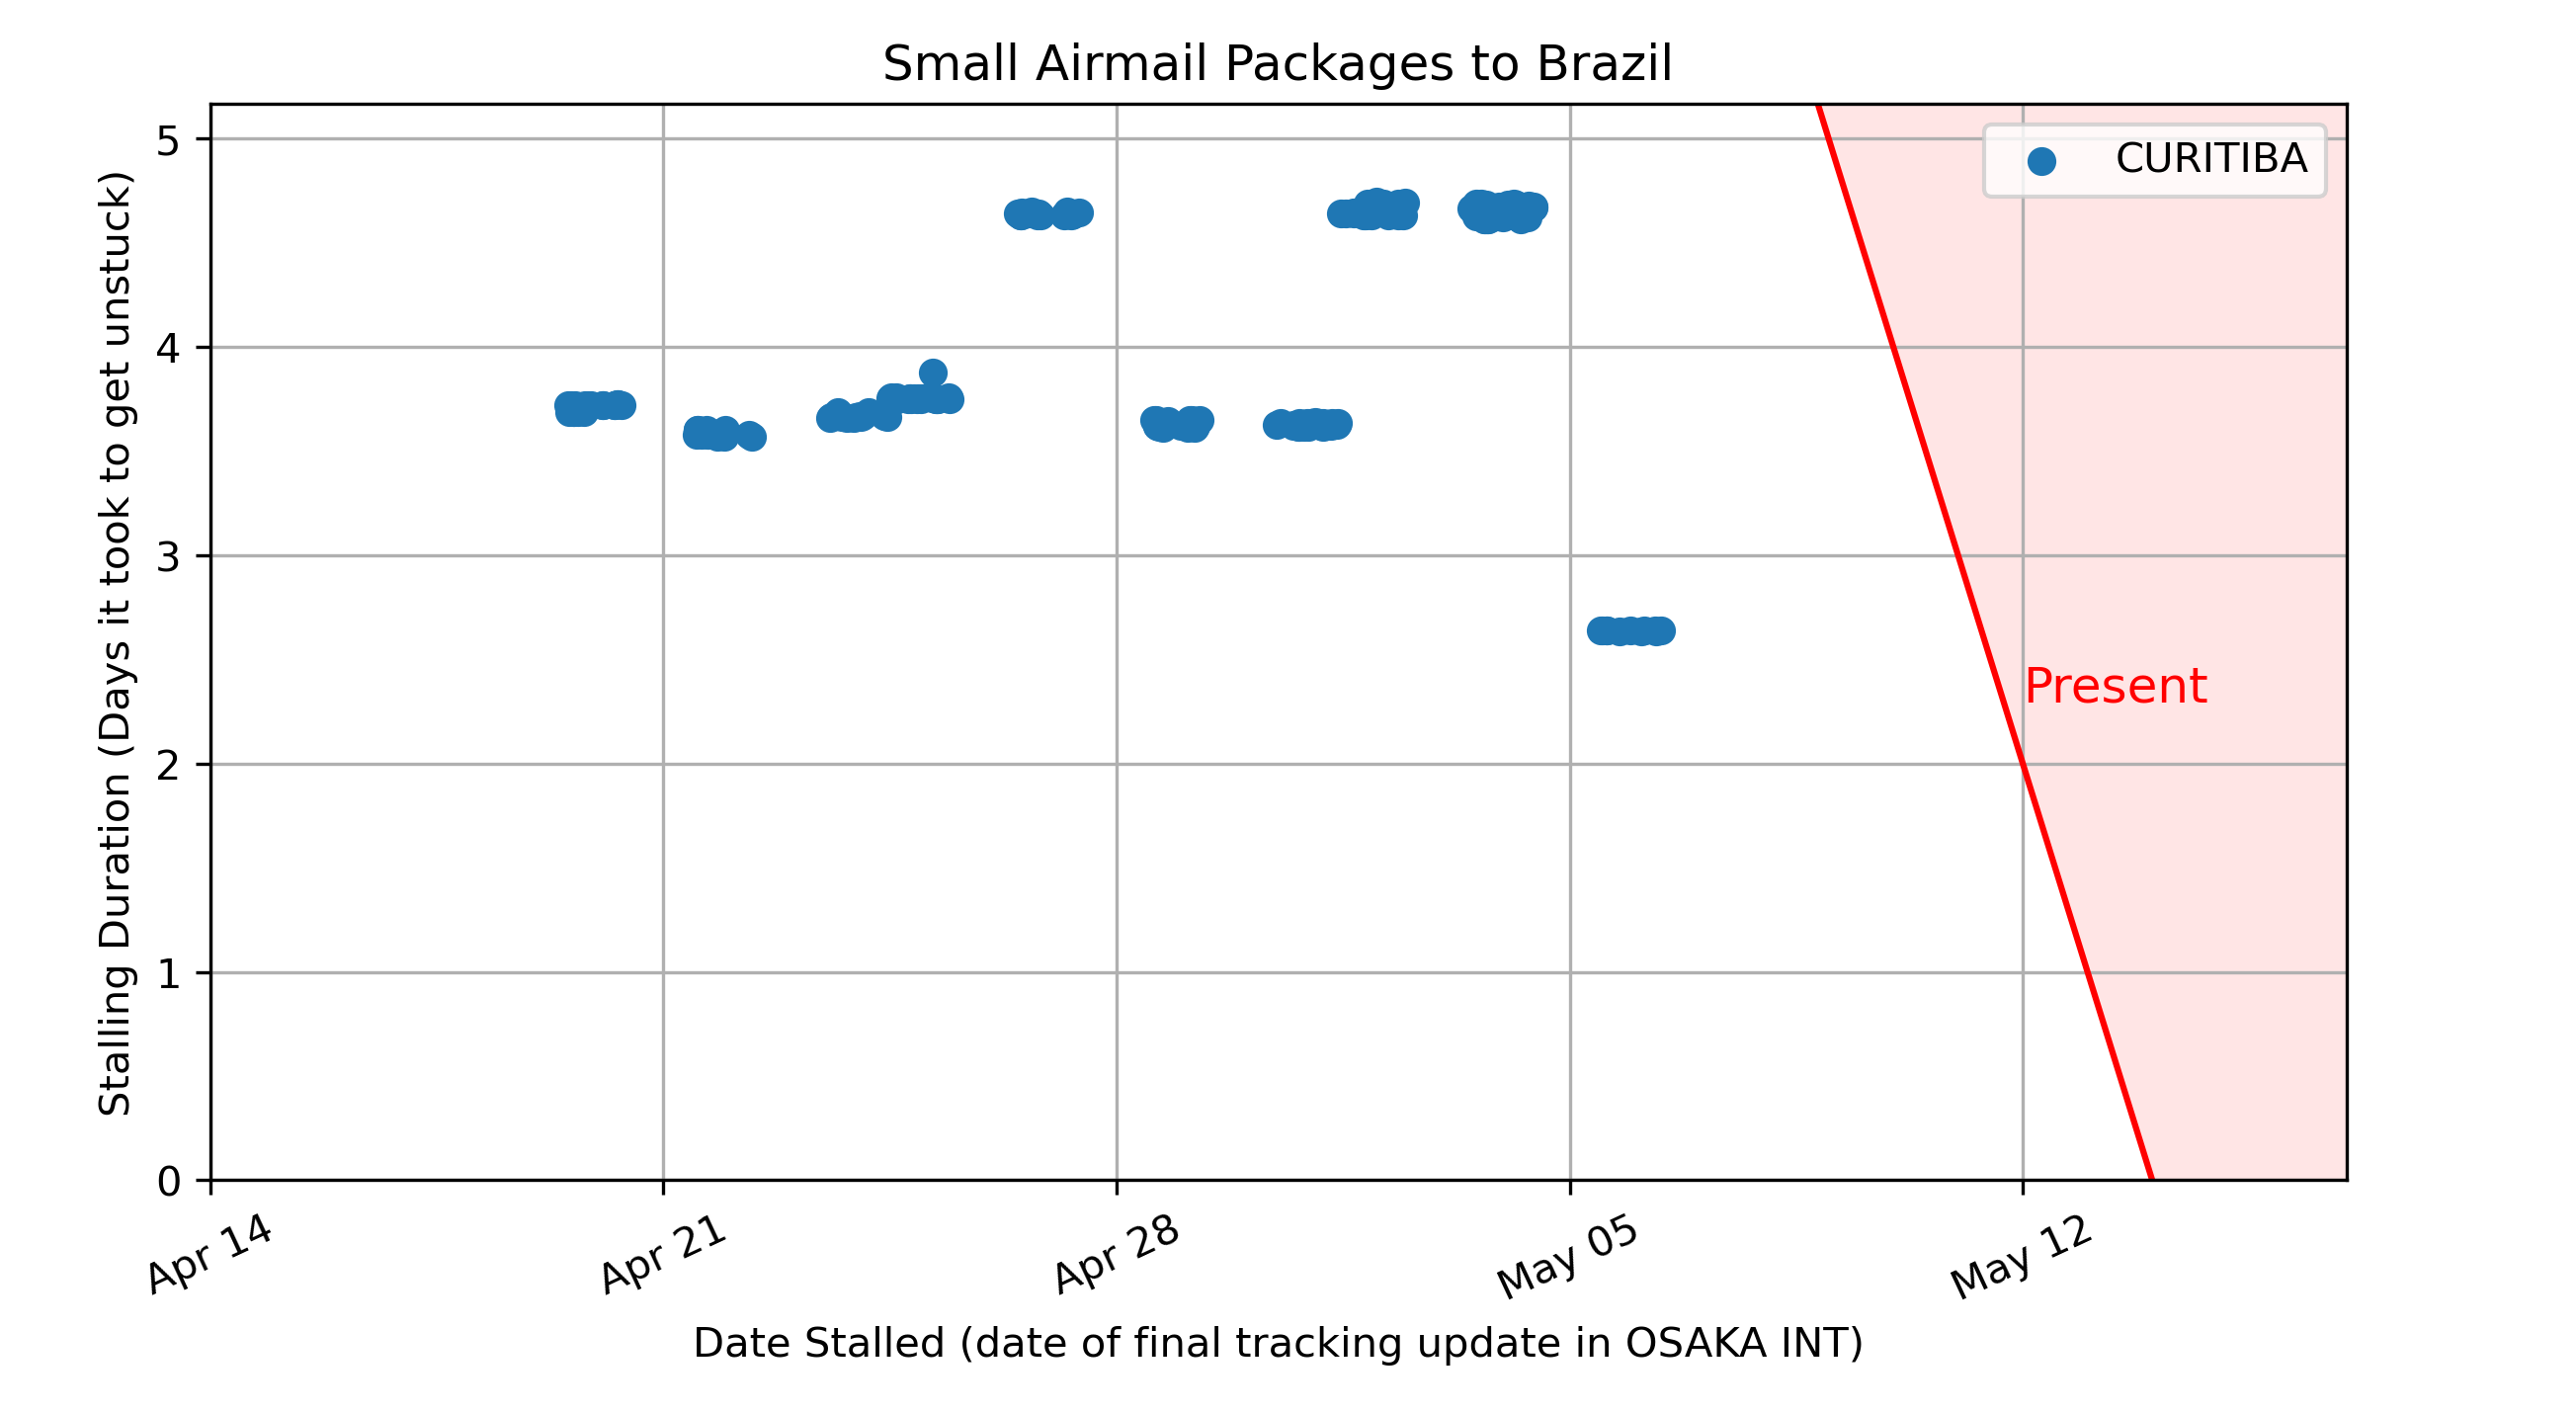 Small Airmail Packages to Brazil
Stalling Duration (Days it took to get unstuck)
5
4
3
2
1
0
CURITIBA
Present
Apr 14
Apr 21
Apr 28
May 05
May 12
Date Stalled (date of final tracking update in OSAKA INT)